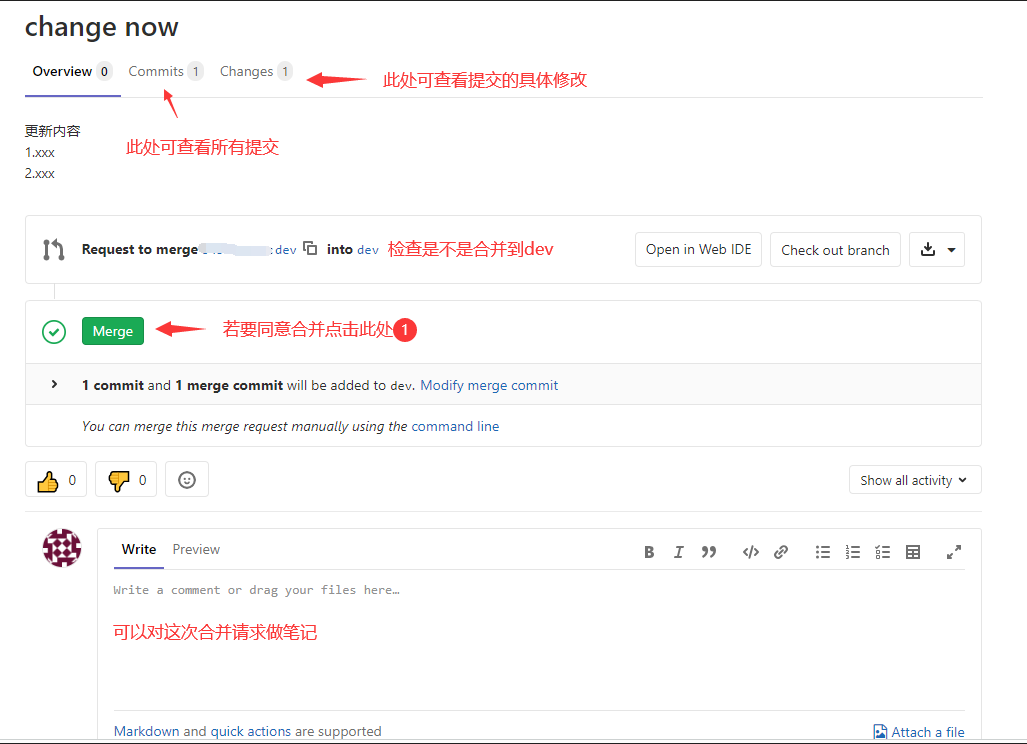 change now
Overview 0 Commits 1 Changes 1
此处可查看提交的具体修改
此处可查看所有提交
更新内容
1.xxx
2.xxx
Request to merge :dev into dev 检查是不是合并到dev Open in Web IDE Check out branch
Merge 若要同意合并点击此处 1
1 commit and 1 merge commit will be added to dev. Modify merge commit
You can merge this merge request manually using the command line
0 0 Show all activity
Write Preview B I
Write a comment or drag your files here…
可以对这次合并请求做笔记
Markdown and quick actions are supported Attach a file